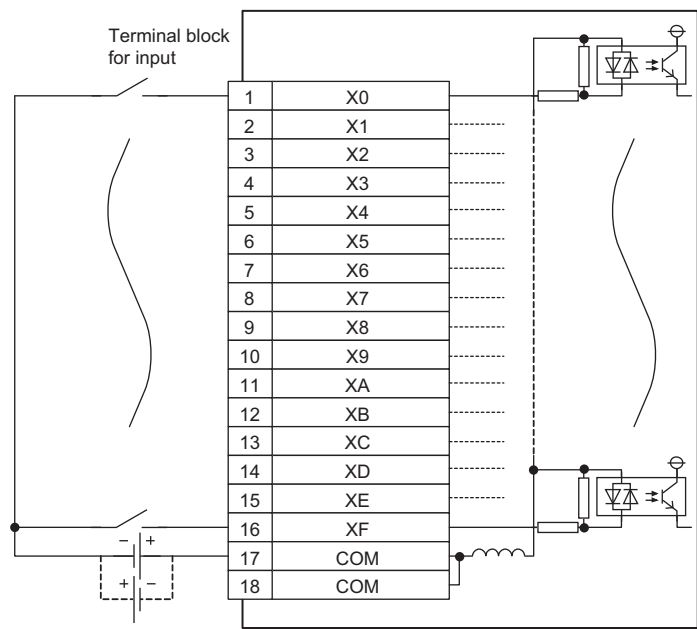 Terminal block
for input
1 X0
2 X1
3 X2
4 X3
5 X4
6 X5
7 X6
8 X7
9 X8
10 X9
11 XA
12 XB
13 XC
14 XD
15 XE
16 XF
17 COM
18 COM
− +
+ −